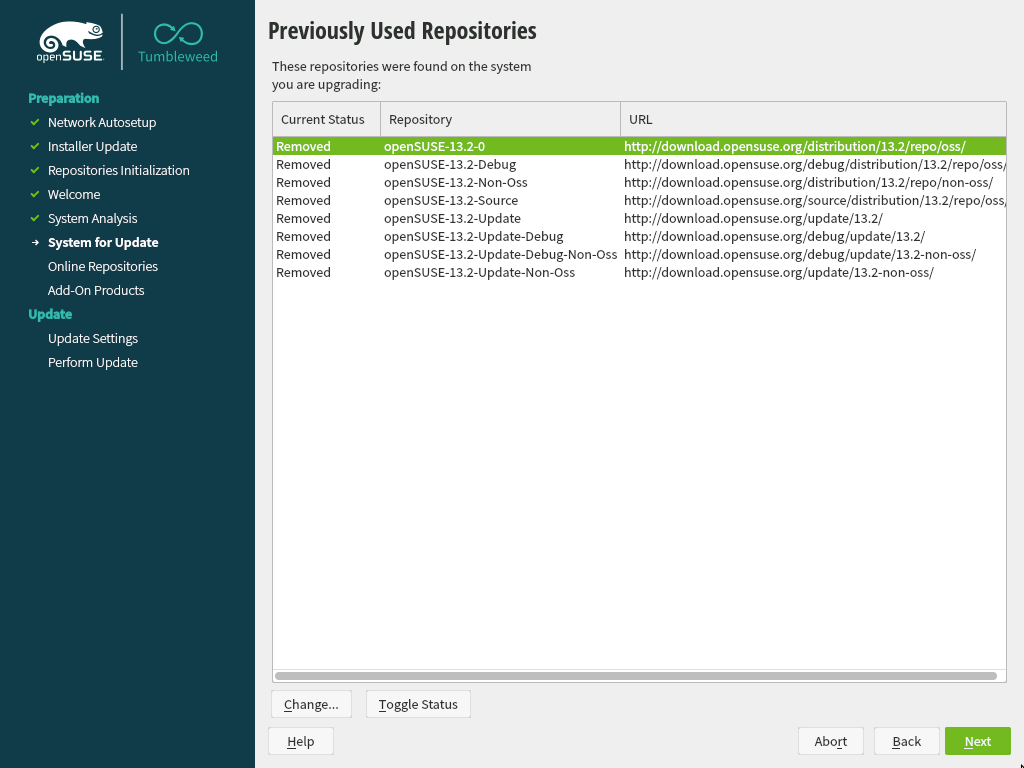 openSUSE
Tumbleweed
Preparation
Network Autosetup
Installer Update
Repositories Initialization
Welcome
System Analysis
System for Update
Online Repositories
Add-On Products
Update
Update Settings
Perform Update
Previously Used Repositories
These repositories were found on the system
you are upgrading:
Current Status Repository URL
Removed openSUSE-13.2-0 http://download.opensuse.org/distribution/13.2/repo/oss/
Removed openSUSE-13.2-Debug http://download.opensuse.org/debug/distribution/13.2/repo/oss/
Removed openSUSE-13.2-Non-Oss http://download.opensuse.org/distribution/13.2/repo/non-oss/
Removed openSUSE-13.2-Source http://download.opensuse.org/source/distribution/13.2/repo/oss/
Removed openSUSE-13.2-Update http://download.opensuse.org/update/13.2/
Removed openSUSE-13.2-Update-Debug http://download.opensuse.org/debug/update/13.2/
Removed openSUSE-13.2-Update-Debug-Non-Oss http://download.opensuse.org/debug/update/13.2-non-oss/
Removed openSUSE-13.2-Update-Non-Oss http://download.opensuse.org/update/13.2-non-oss/
Change... Toggle Status
Help Abort Back Next